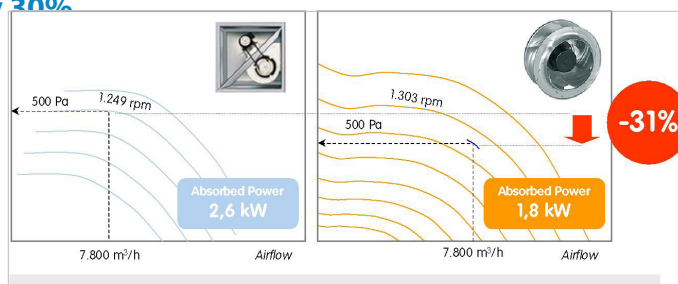 30%
500 Pa
1.249 rpm
Absorbed Power
2,6 kW
7.800 m³/h
Airflow
1.303 rpm
500 Pa
Absorbed Power
1,8 kW
7.800 m³/h
Airflow
-31%